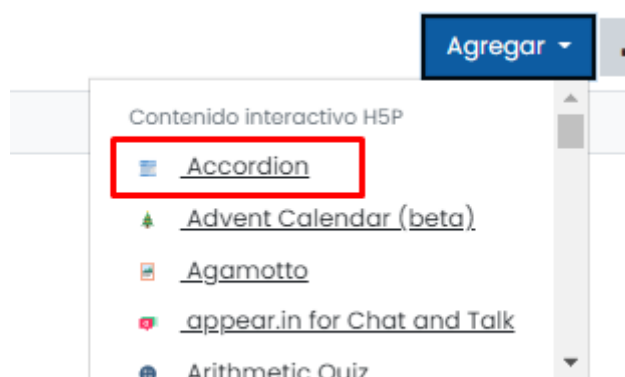 Agregar
Contenido interactivo H5P
Accordion
Advent Calendar (beta)
Agamotto
appear.in for Chat and Talk
Arithmetic Quiz